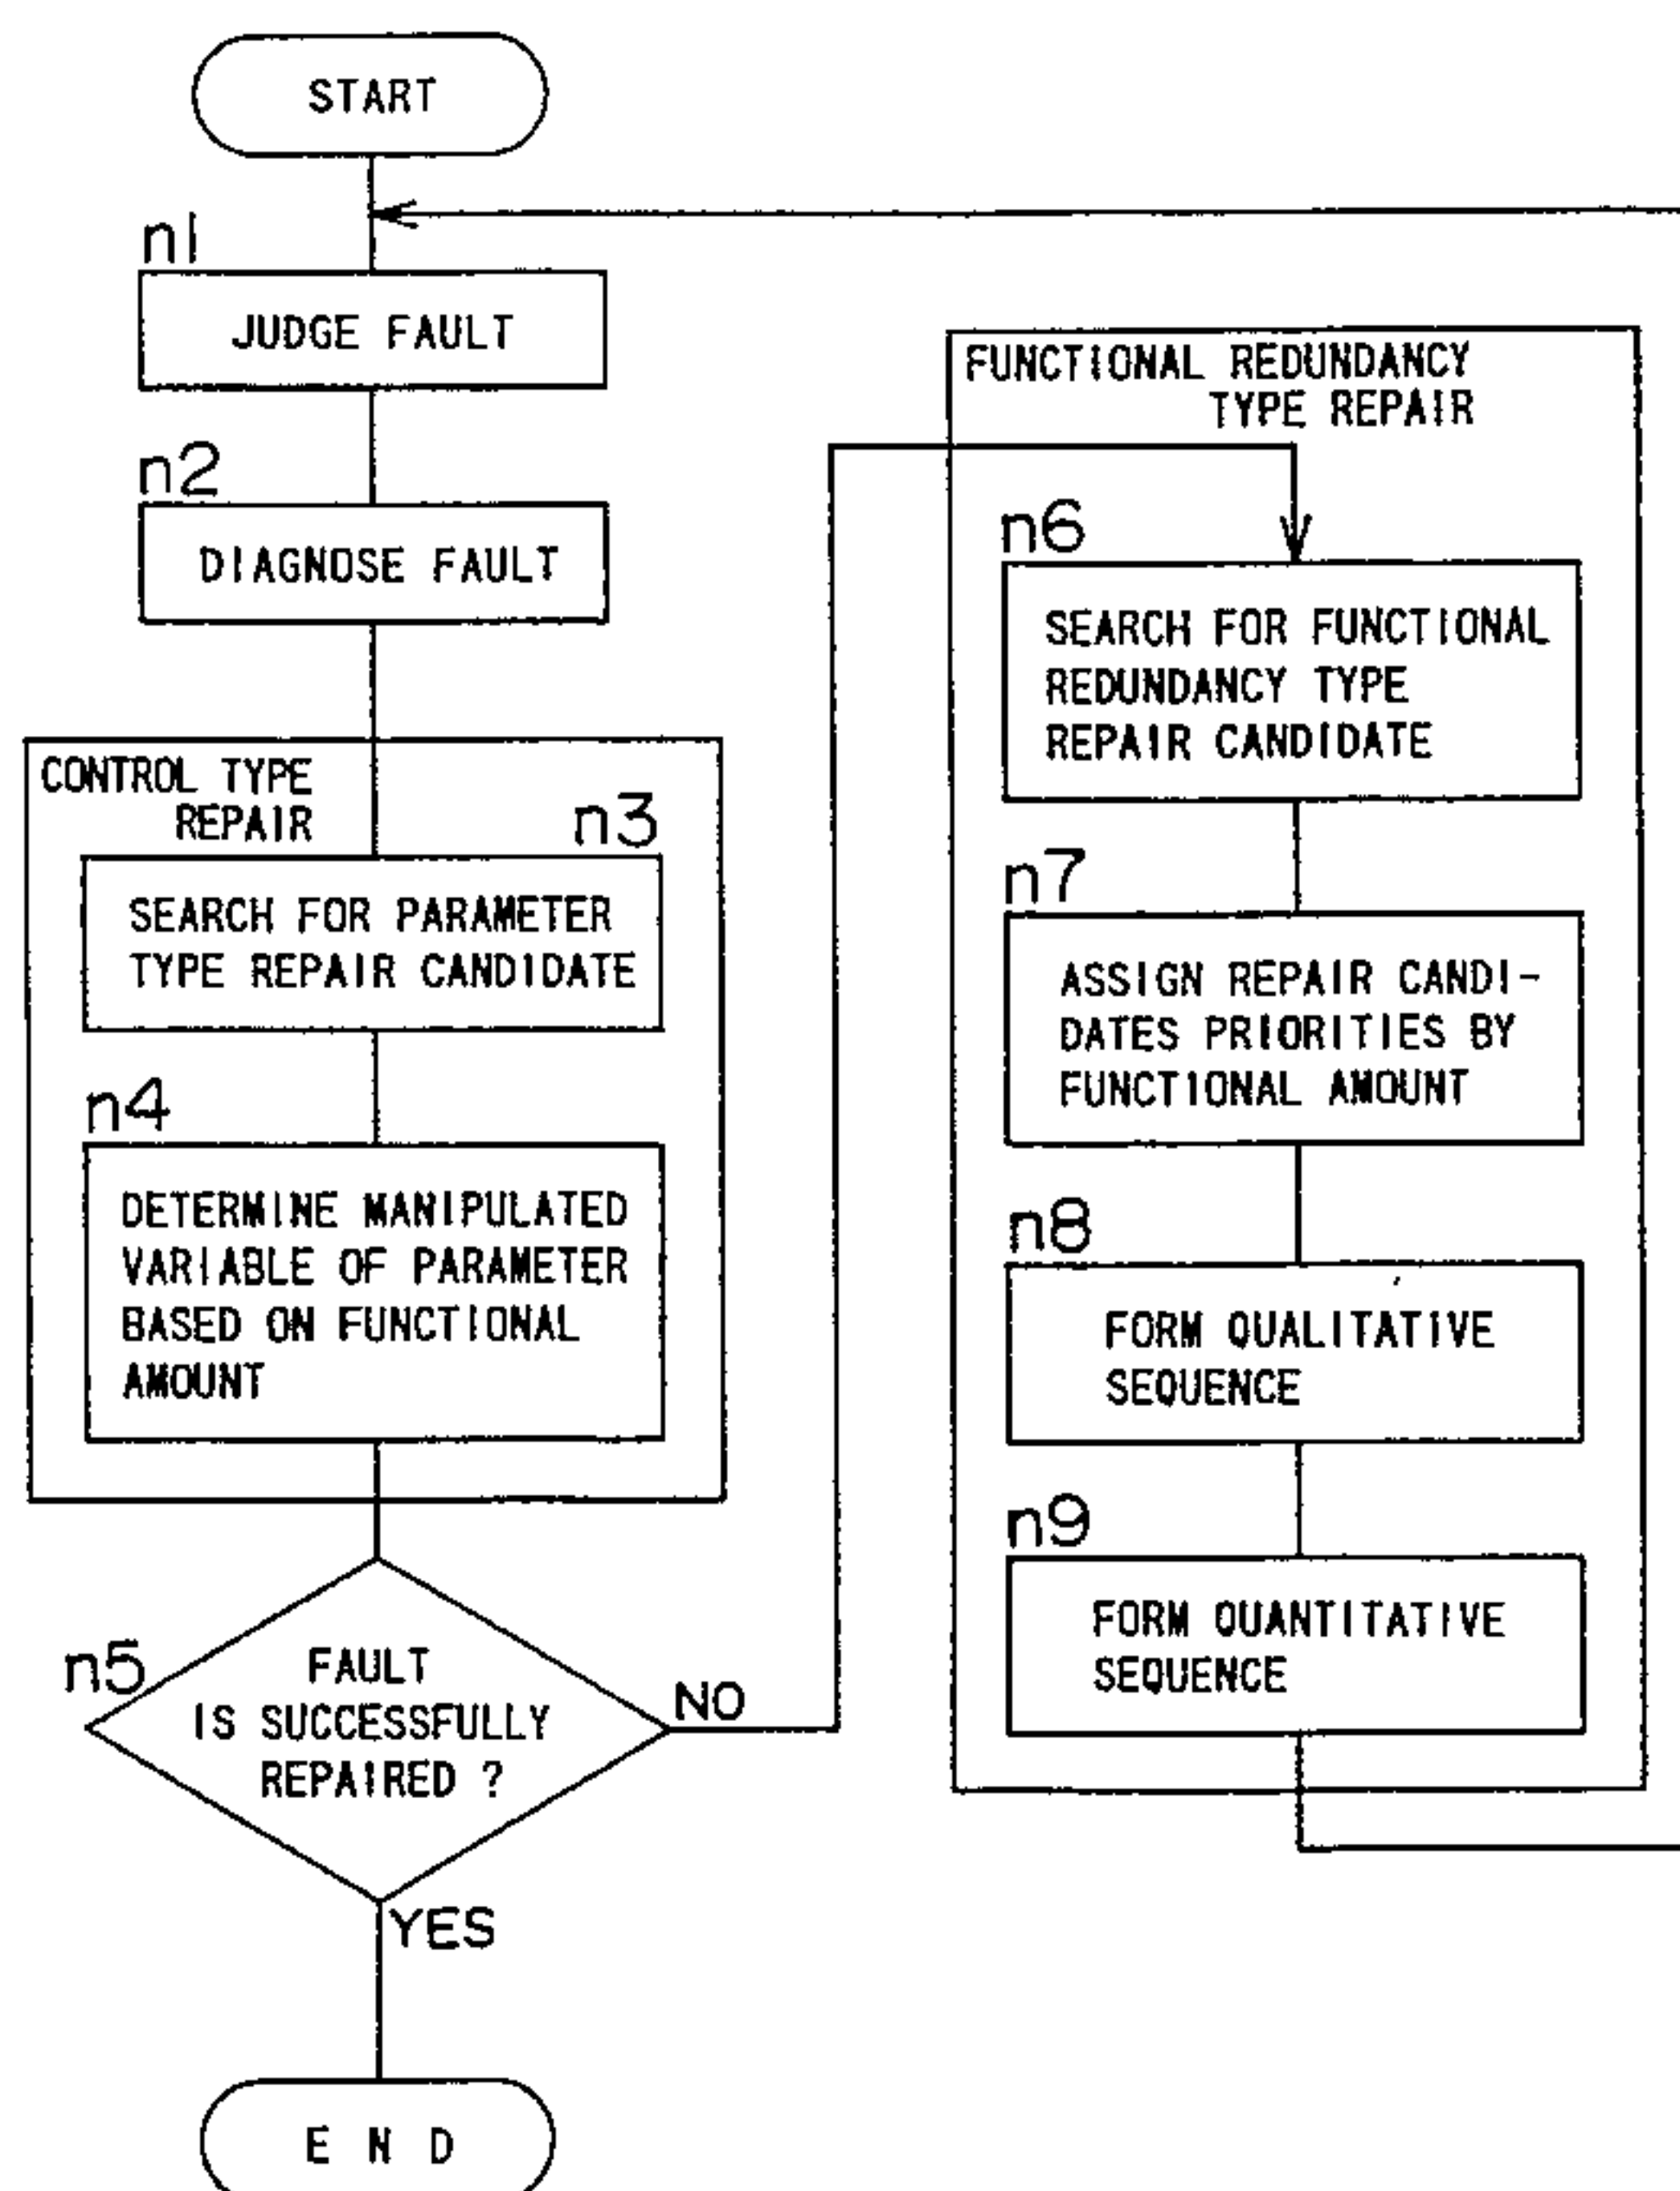 START
n1
JUDGE FAULT
n2
DIAGNOSE FAULT
CONTROL TYPE
REPAIR
n3
SEARCH FOR PARAMETER
TYPE REPAIR CANDIDATE
n4
DETERMINE MANIPULATED
VARIABLE OF PARAMETER
BASED ON FUNCTIONAL
AMOUNT
n5
FAULT
IS SUCCESSFULLY
REPAIRED ?
NO
YES
E N D
FUNCTIONAL REDUNDANCY
TYPE REPAIR
n6
SEARCH FOR FUNCTIONAL
REDUNDANCY TYPE
REPAIR CANDIDATE
n7
ASSIGN REPAIR CANDI-
DATES PRIORITIES BY
FUNCTIONAL AMOUNT
n8
FORM QUALITATIVE
SEQUENCE
n9
FORM QUANTITATIVE
SEQUENCE